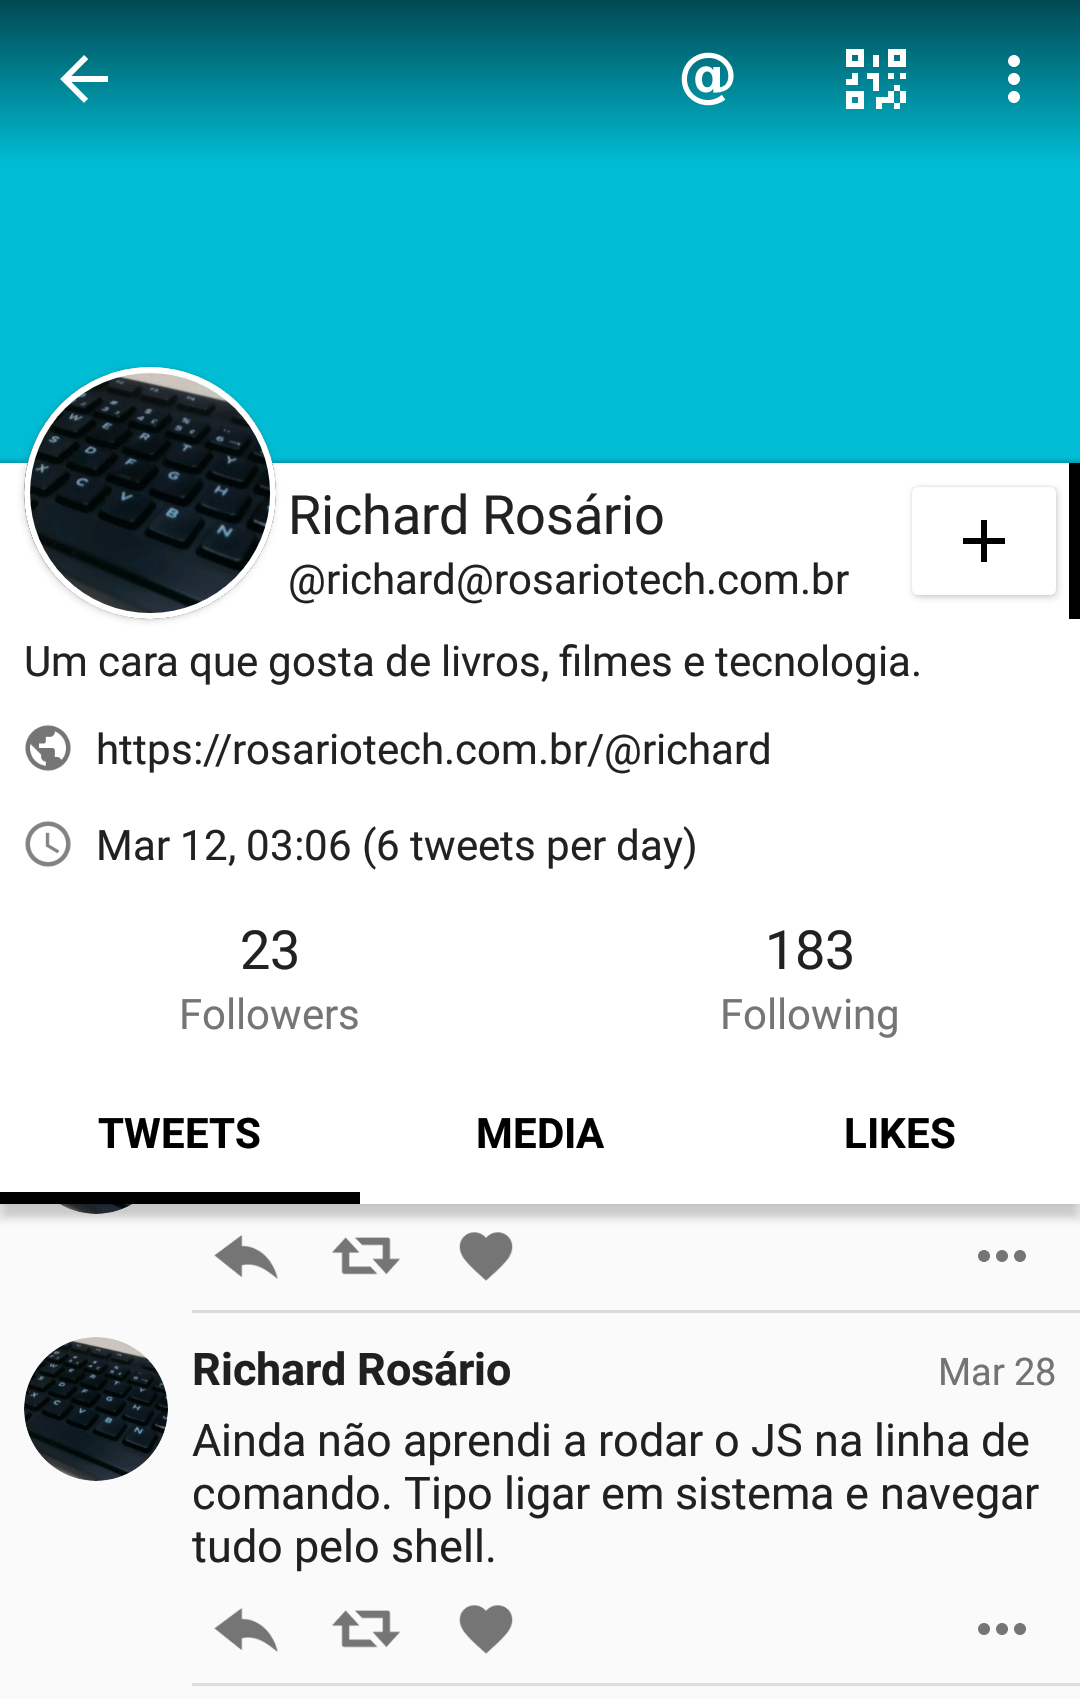 @
Richard Rosário
@richard@rosariotech.com.br
Um cara que gosta de livros, filmes e tecnologia.
https://rosariotech.com.br/@richard
Mar 12, 03:06 (6 tweets per day)
23
Followers
183
Following
TWEETS
MEDIA
LIKES
Richard Rosário
Mar 28
Ainda não aprendi a rodar o JS na linha de
comando. Tipo ligar em sistema e navegar
tudo pelo shell.